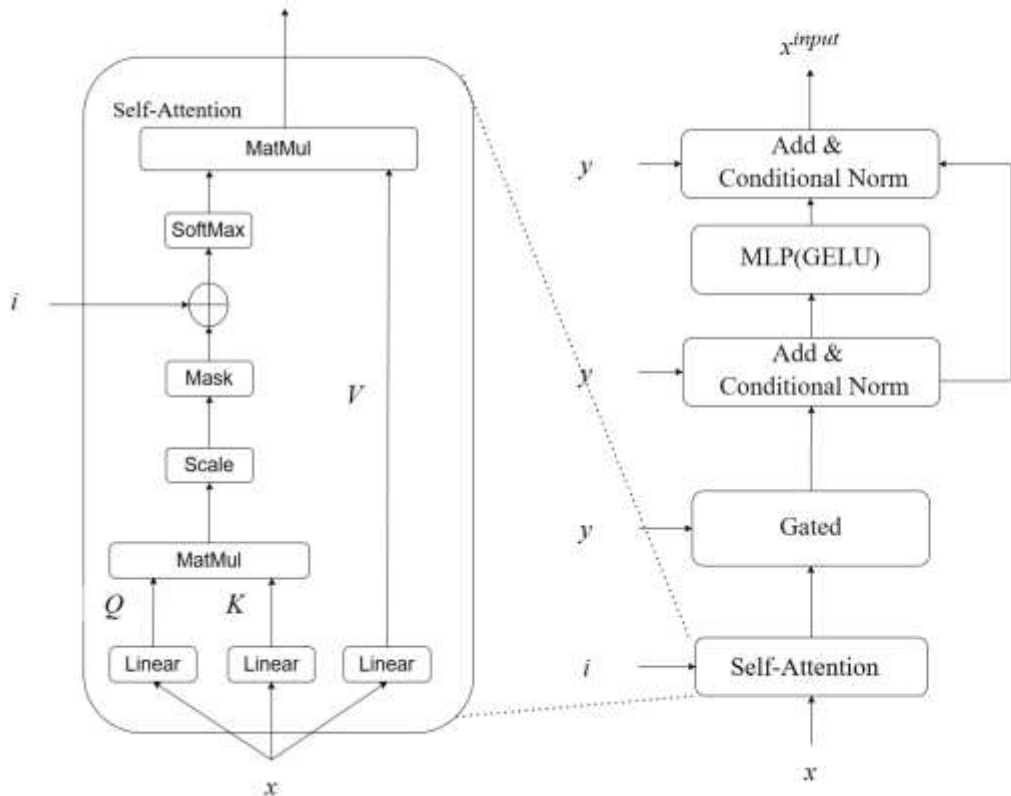 Self-Attention
MatMul
SoftMax
i
Mask
V
Scale
MatMul
Q
K
Linear
Linear
Linear
x
x^{input}
y
Add &
Conditional Norm
MLP(GELU)
y
Add &
Conditional Norm
y
Gated
i
Self-Attention
x